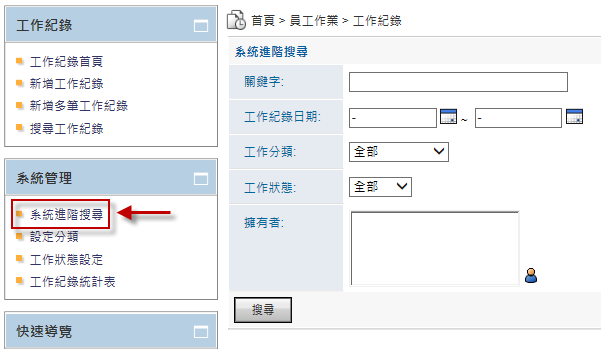 工作紀錄
工作紀錄首頁
新增工作紀錄
新增多筆工作紀錄
搜尋工作紀錄
系統管理
系統進階搜尋
設定分類
工作狀態設定
工作紀錄統計表
快速導覽
首頁 > 員工作業 > 工作紀錄
系統進階搜尋
關鍵字:
工作紀錄日期: - ~ -
工作分類: 全部
工作狀態: 全部
擁有者:
搜尋